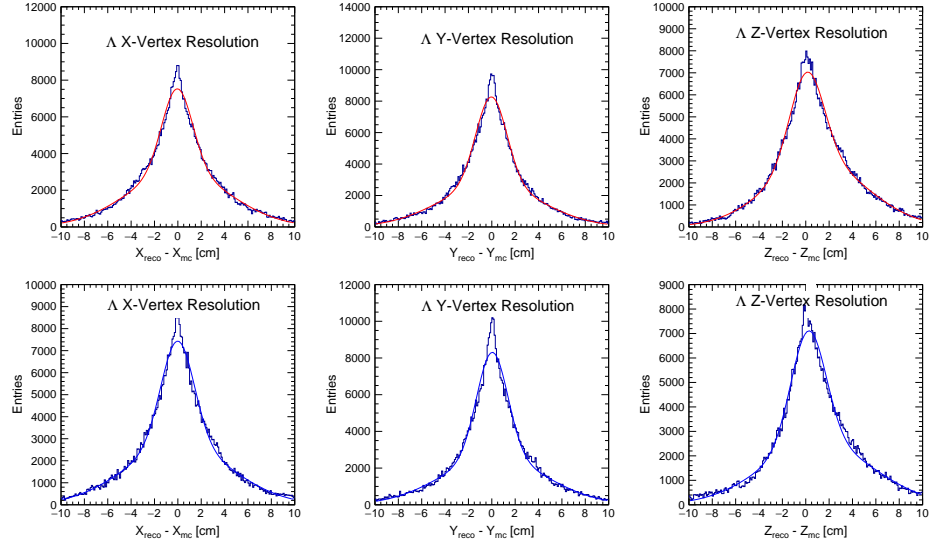 Λ X-Vertex Resolution
Entries
12000
10000
8000
6000
4000
2000
0
−10 −8 −6 −4 −2 0 2 4 6 8 10
X_reco - X_mc [cm]
Λ Y-Vertex Resolution
Entries
14000
12000
10000
8000
6000
4000
2000
0
−10 −8 −6 −4 −2 0 2 4 6 8 10
Y_reco - Y_mc [cm]
Λ Z-Vertex Resolution
Entries
10000
9000
8000
7000
6000
5000
4000
3000
2000
1000
0
−10 −8 −6 −4 −2 0 2 4 6 8 10
Z_reco - Z_mc [cm]
Λ X-Vertex Resolution
Entries
10000
9000
8000
7000
6000
5000
4000
3000
2000
1000
0
−10 −8 −6 −4 −2 0 2 4 6 8 10
X_reco - X_mc [cm]
Λ Y-Vertex Resolution
Entries
12000
10000
8000
6000
4000
2000
0
−10 −8 −6 −4 −2 0 2 4 6 8 10
Y_reco - Y_mc [cm]
Λ Z-Vertex Resolution
Entries
9000
8000
7000
6000
5000
4000
3000
2000
1000
0
−10 −8 −6 −4 −2 0 2 4 6 8 10
Z_reco - Z_mc [cm]